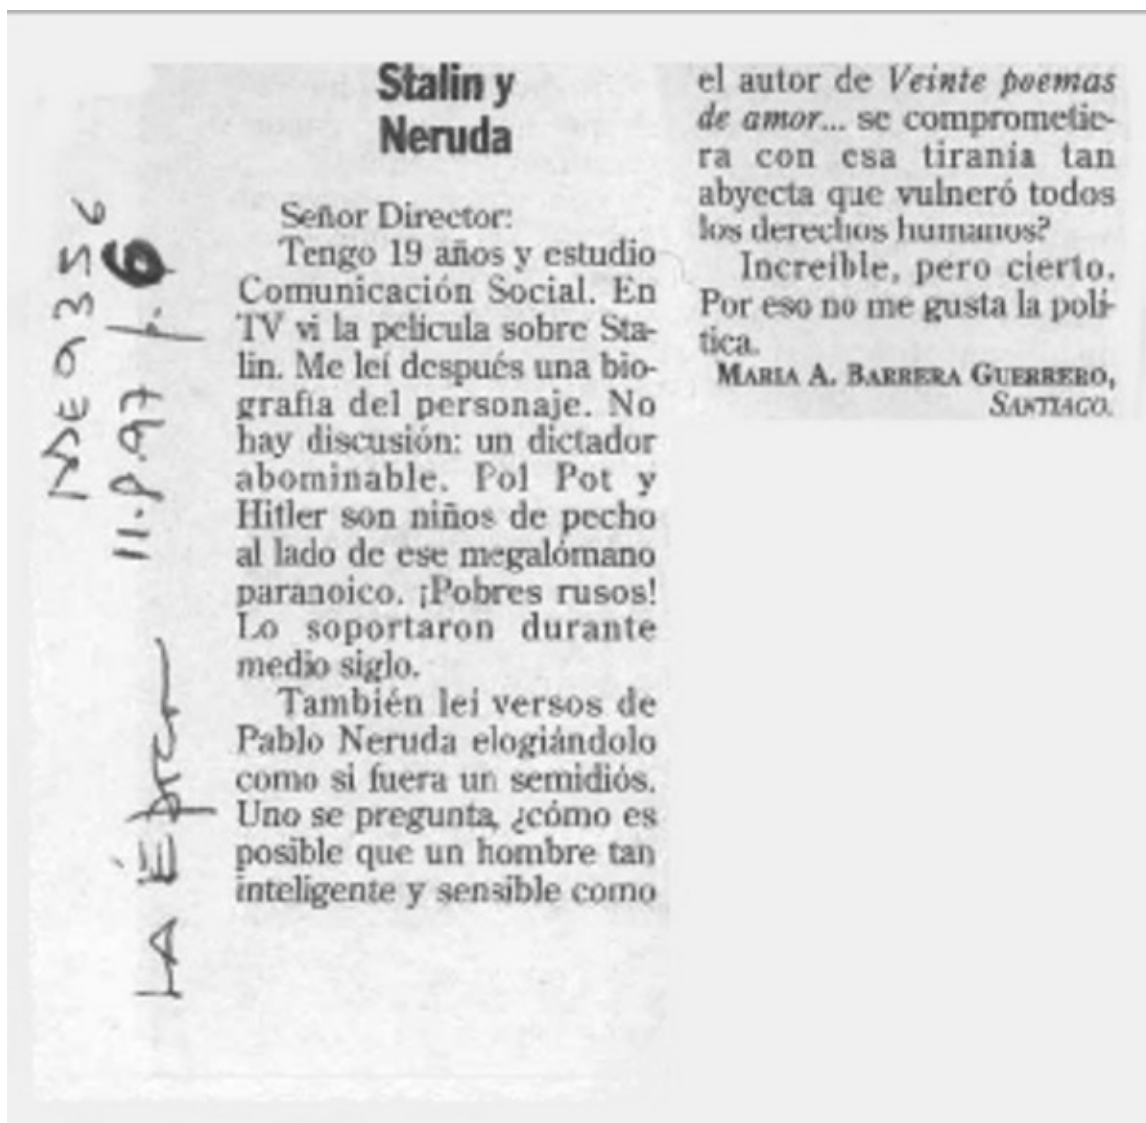 Stalin y
Neruda
Señor Director:
Tengo 19 años y estudio
Comunicación Social. En
TV vi la película sobre Sta-
lin. Me leí después una bio-
grafía del personaje. No
hay discusión: un dictador
abominable. Pol Pot y
Hitler son niños de pecho
al lado de ese megalómano
paranoico. ¡Pobres rusos!
Lo soportaron durante
medio siglo.
También leí versos de
Pablo Neruda elogiándolo
como si fuera un semidiós.
Uno se pregunta, ¿cómo es
posible que un hombre tan
inteligente y sensible como
el autor de Veinte poemas
de amor... se comprometie-
ra con esa tiranía tan
abyecta que vulneró todos
los derechos humanos?
Increíble, pero cierto.
Por eso no me gusta la polí-
tica.
MARIA A. BARRERA GUERRERO,
SANTIAGO.
LA ÉPOCA
p. 6